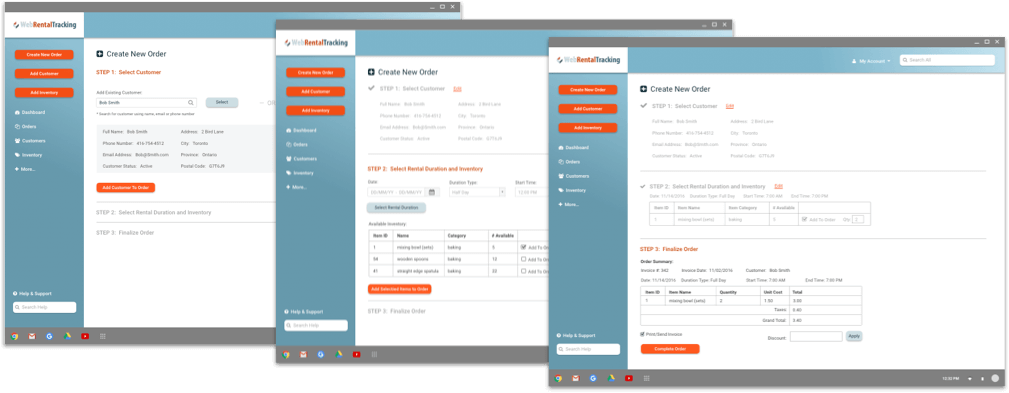 WebRentalTracking
Create New Order
Add Customer
Add Inventory
Dashboard
Orders
Customers
Inventory
More...
Help & Support
Search Help
Create New Order
STEP 1: Select Customer
Add Existing Customer
Bob Smith
Select
OR
* Search for customer using name, email or phone number
Full Name: Bob Smith Address: 2 Bird Lane
Phone Number: 416-754-4512 City: Toronto
Email Address: Bob@Smith.com Province: Ontario
Customer Status: Active Postal Code:
Add Customer To Order
STEP 2: Select Rental Duration and Inventory
STEP 3: Finalize Order
WebRentalTracking
Create New Order
Add Customer
Add Inventory
Dashboard
Orders
Customers
Inventory
More...
Help & Support
Search Help
Create New Order
STEP 1: Select Customer Edit
Full Name: Bob Smith Address: 2 Bird Lane
Phone Number: 416-754-4512 City: Toronto
Email Address: Bob@Smith.com Province: Ontario
Customer Status: Active Postal Code:
STEP 2: Select Rental Duration and Inventory
Date Duration Type: Start Time:
DD/MM/YY - DD/MM/YY Half Day 12:00 PM
Select Rental Duration
Available Inventory
Item ID Name Category # Available
1 mixing bowl (sets) baking 5 Add To
wooden spoons baking 12 Add To
straight edge spatula baking Add To
Add Selected Items to Order
STEP 3: Finalize Order
WebRentalTracking
My Account
Search All
Create New Order
Add Customer
Add Inventory
Dashboard
Orders
Customers
Inventory
More...
Help & Support
Search Help
Create New Order
STEP 1: Select Customer Edit
Full Name: Bob Smith Address: 2 Bird Lane
Phone Number: 416-754-4512 City: Toronto
Email Address: Bob@Smith.com Province: Ontario
Customer Status: Active Postal Code:
STEP 2: Select Rental Duration and Inventory Edit
Date: 11/14/2016 Duration Type: Full Day Start Time: 7:00 AM End Time: 7:00 PM
Item ID Item Name Item Category # Available
1 mixing bowl (sets) baking 5 Add To Order Qty 2
STEP 3: Finalize Order
Order Summary:
Invoice #: 842 Invoice Date: 11/02/2016 Customer: Bob Smith
Date: 11/14/2016 Duration Type: Full Day Start Time: 7:00 AM End Time: 7:00 PM
Item ID Item Name Quantity Unit Cost Total
1 mixing bowl (sets) 2 1.50 3.00
Taxes:
Grand Total:
Print/Send Invoice
Discount: Apply
Complete Order
10:20 PM